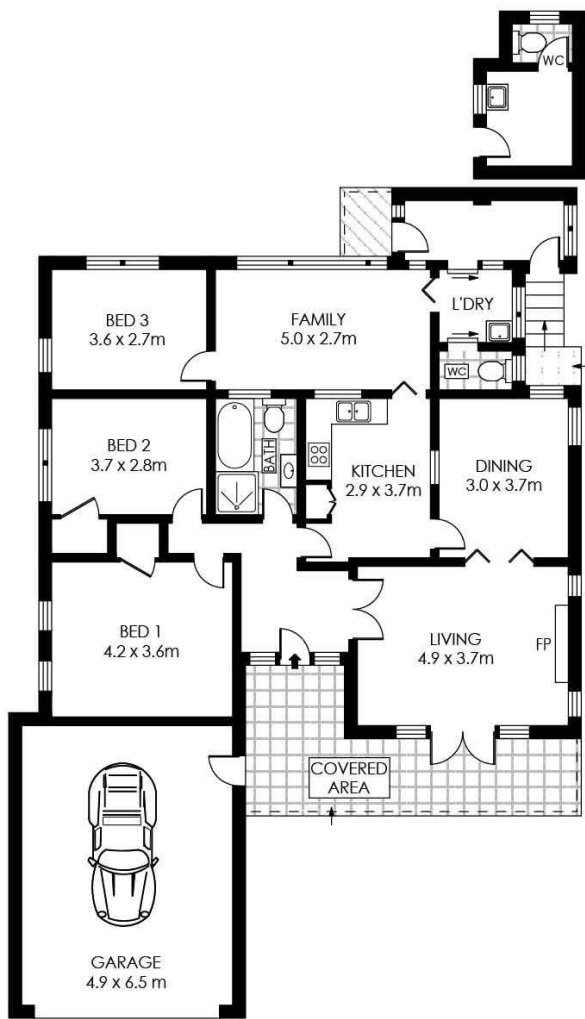 WC
L'DRY
BED 3
3.6 x 2.7m
FAMILY
5.0 x 2.7m
WC
BED 2
3.7 x 2.8m
BATH
KITCHEN
2.9 x 3.7m
DINING
3.0 x 3.7m
BED 1
4.2 x 3.6m
LIVING
4.9 x 3.7m
FP
COVERED
AREA
GARAGE
4.9 x 6.5 m